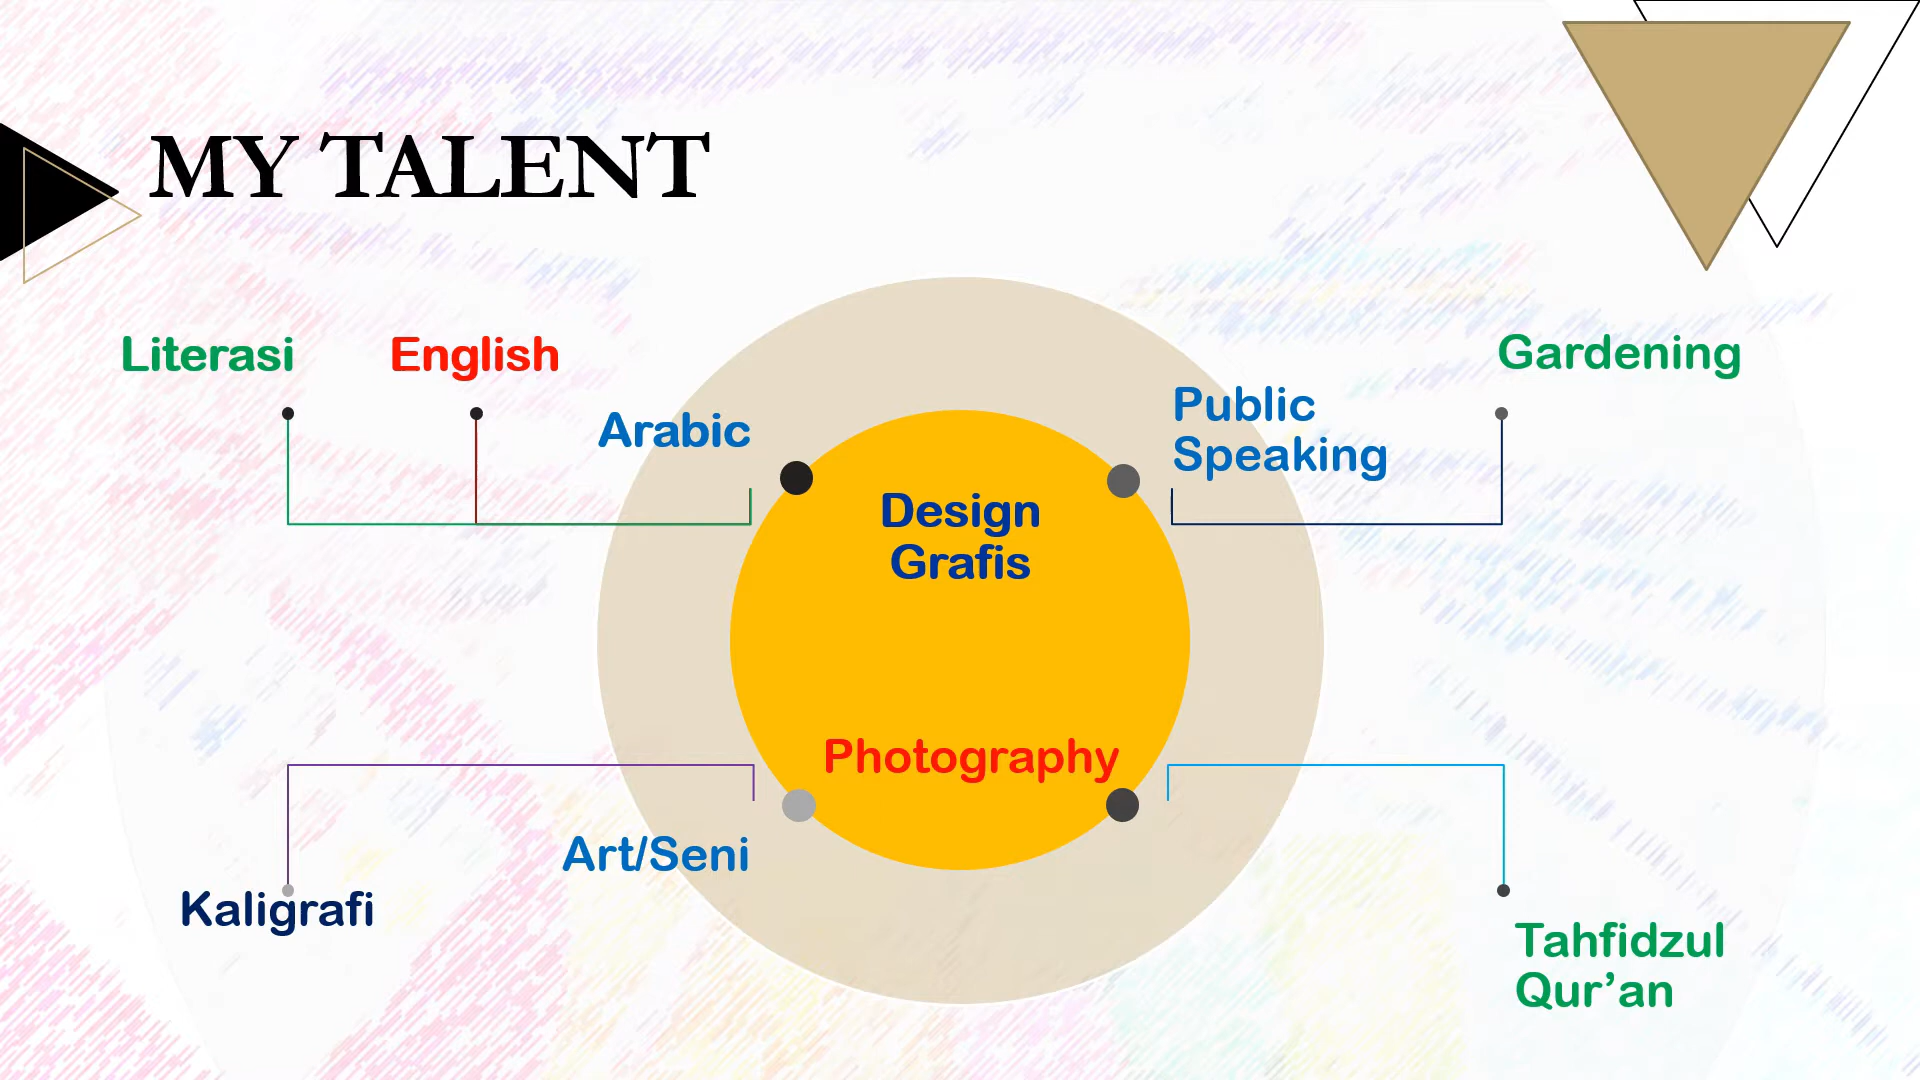 MY TALENT
Literasi
English
Arabic
Public
Speaking
Gardening
Design
Grafis
Photography
Art/Seni
Kaligrafi
Tahfidzul
Qur’an